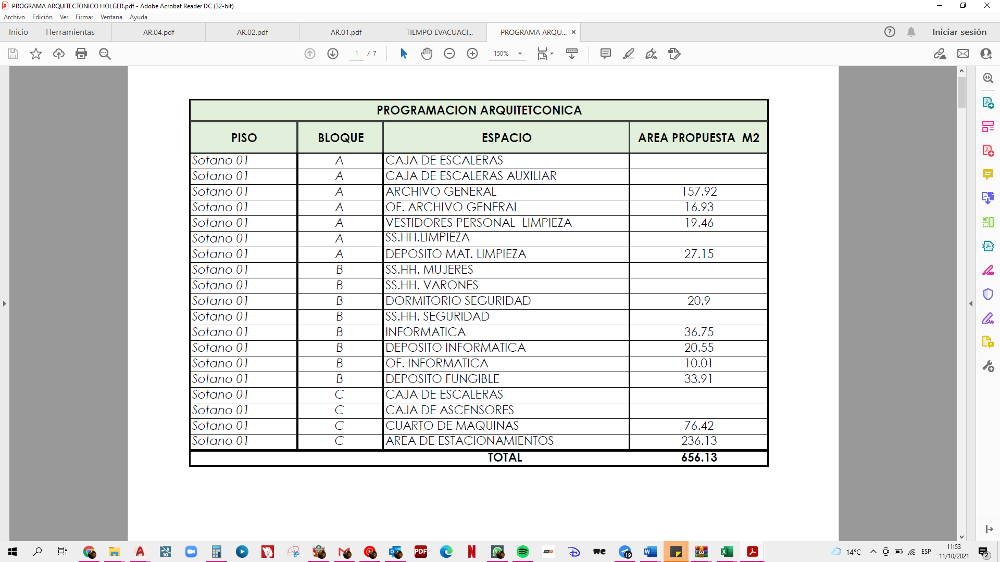 PROGRAMA ARQUITECTONICO HOLGER.pdf - Adobe Acrobat Reader DC (32-bit)
Archivo Edición Ver Firmar Ventana Ayuda
Inicio Herramientas AR.04.pdf AR.02.pdf AR.01.pdf TIEMPO EVACUACI... PROGRAMA ARQU... × Iniciar sesión
1 / 7 150%
PROGRAMACION ARQUITETCONICA
PISO BLOQUE ESPACIO AREA PROPUESTA M2
Sotano 01 A CAJA DE ESCALERAS
Sotano 01 A CAJA DE ESCALERAS AUXILIAR
Sotano 01 A ARCHIVO GENERAL 157.92
Sotano 01 A OF. ARCHIVO GENERAL 16.93
Sotano 01 A VESTIDORES PERSONAL LIMPIEZA 19.46
Sotano 01 A SS.HH.LIMPIEZA
Sotano 01 A DEPOSITO MAT. LIMPIEZA 27.15
Sotano 01 B SS.HH. MUJERES
Sotano 01 B SS.HH. VARONES
Sotano 01 B DORMITORIO SEGURIDAD 20.9
Sotano 01 B SS.HH. SEGURIDAD
Sotano 01 B INFORMATICA 36.75
Sotano 01 B DEPOSITO INFORMATICA 20.55
Sotano 01 B OF. INFORMATICA 10.01
Sotano 01 B DEPOSITO FUNGIBLE 33.91
Sotano 01 C CAJA DE ESCALERAS
Sotano 01 C CAJA DE ASCENSORES
Sotano 01 C CUARTO DE MAQUINAS 76.42
Sotano 01 C AREA DE ESTACIONAMIENTOS 236.13
TOTAL 656.13
10 PDF N we 19 W X 14°C ESP 11:53
11/10/2021 2